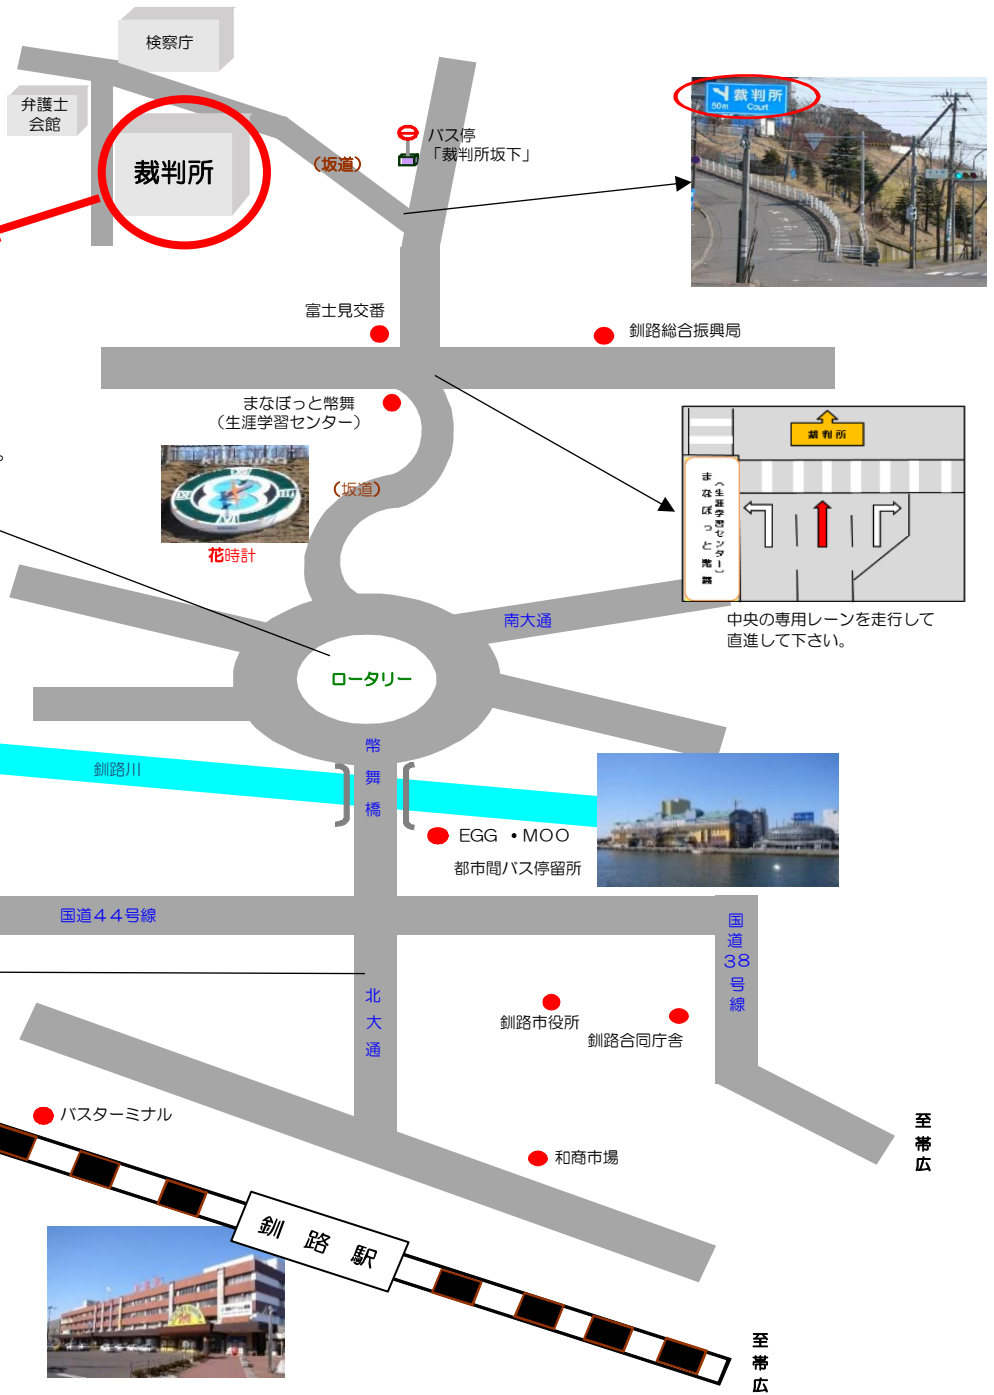 検察庁
弁護士
会館
裁判所
(坂道)
バス停
「裁判所坂下」
裁判所
50m Court
富士見交番
釧路総合振興局
まなぼっと幣舞
(生涯学習センター)
。
KUSHIRO
花時計
(坂道)
裁判所
まなぼっと幣舞
(生涯学習センター)
中央の専用レーンを走行して
直進して下さい。
南大通
ロータリー
幣舞橋
釧路川
EGG ・MOO
都市間バス停留所
国道44号線
国道38号線
北大通
釧路市役所
釧路合同庁舎
バスターミナル
和商市場
至帯広
釧路駅
至帯広